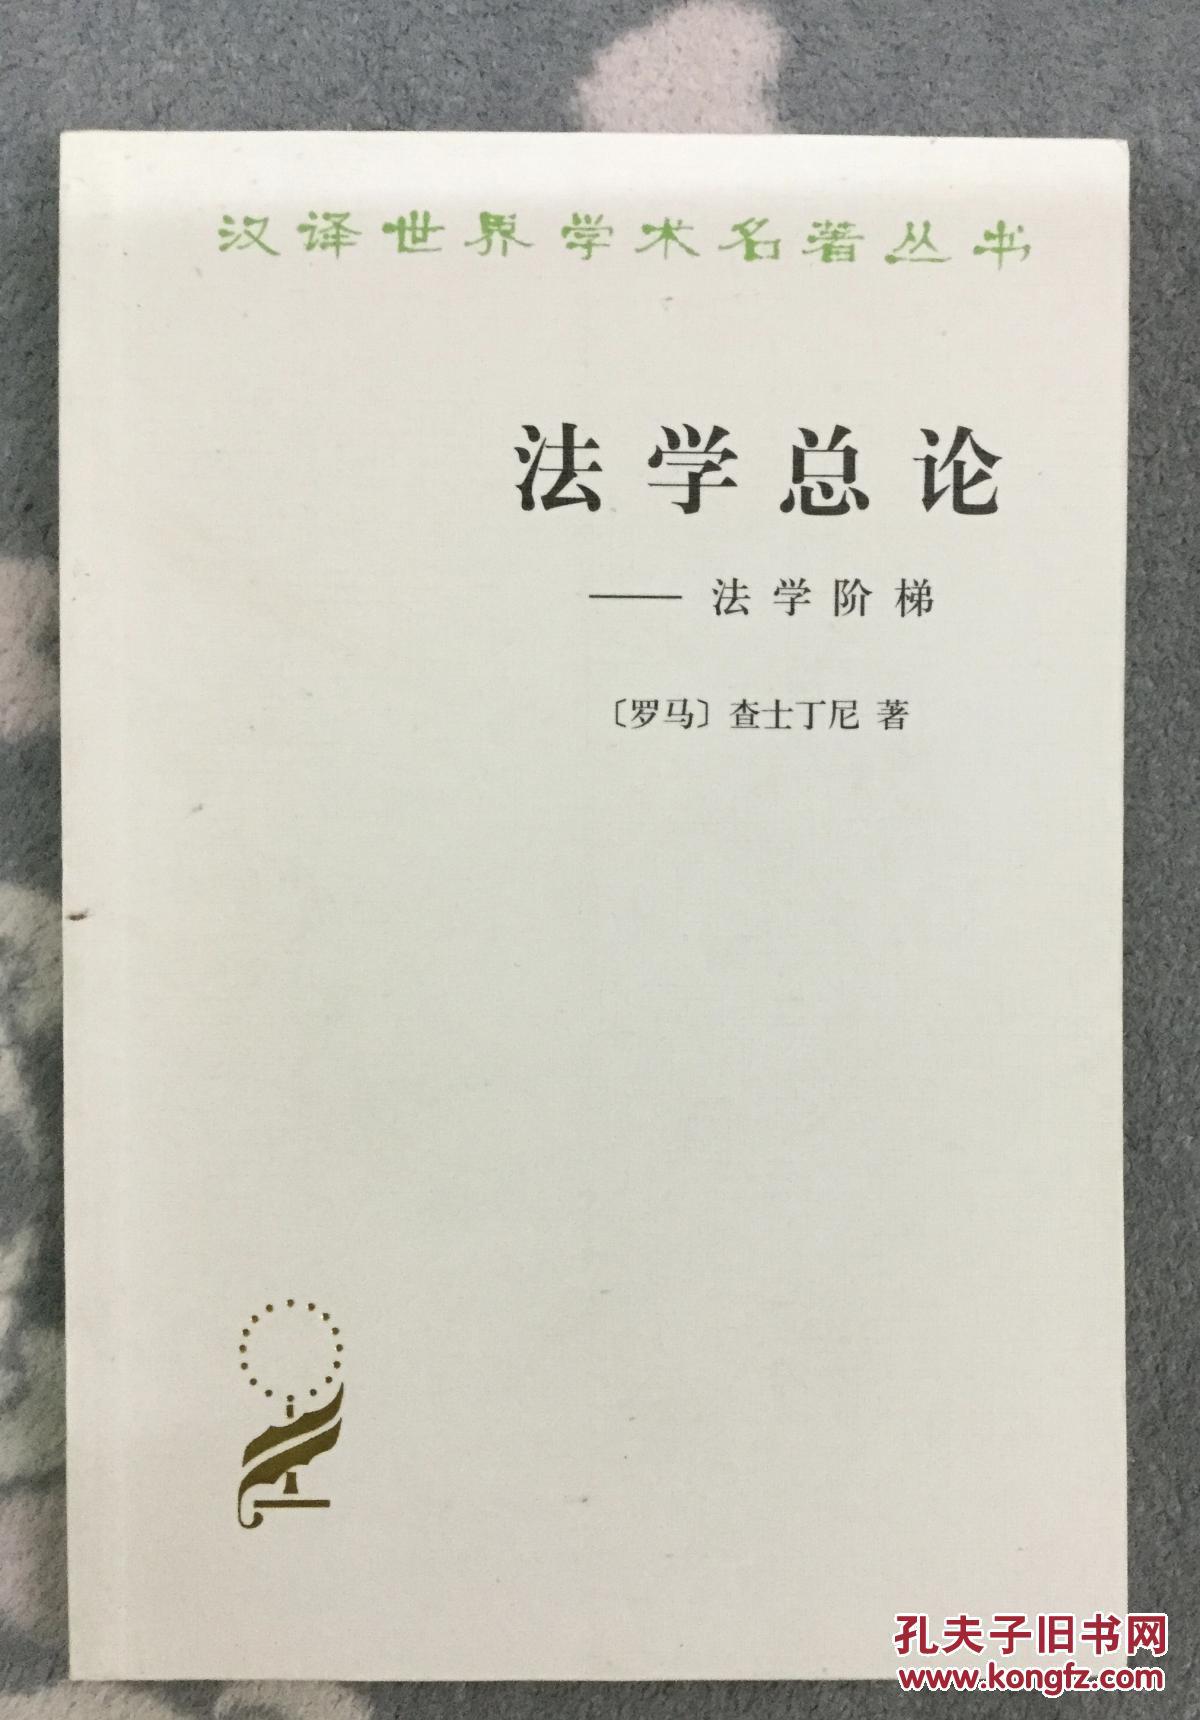 汉译世界学术名著丛书
法学总论
——法学阶梯
〔罗马〕查士丁尼 著
孔夫子旧书网
www.kongfz.com